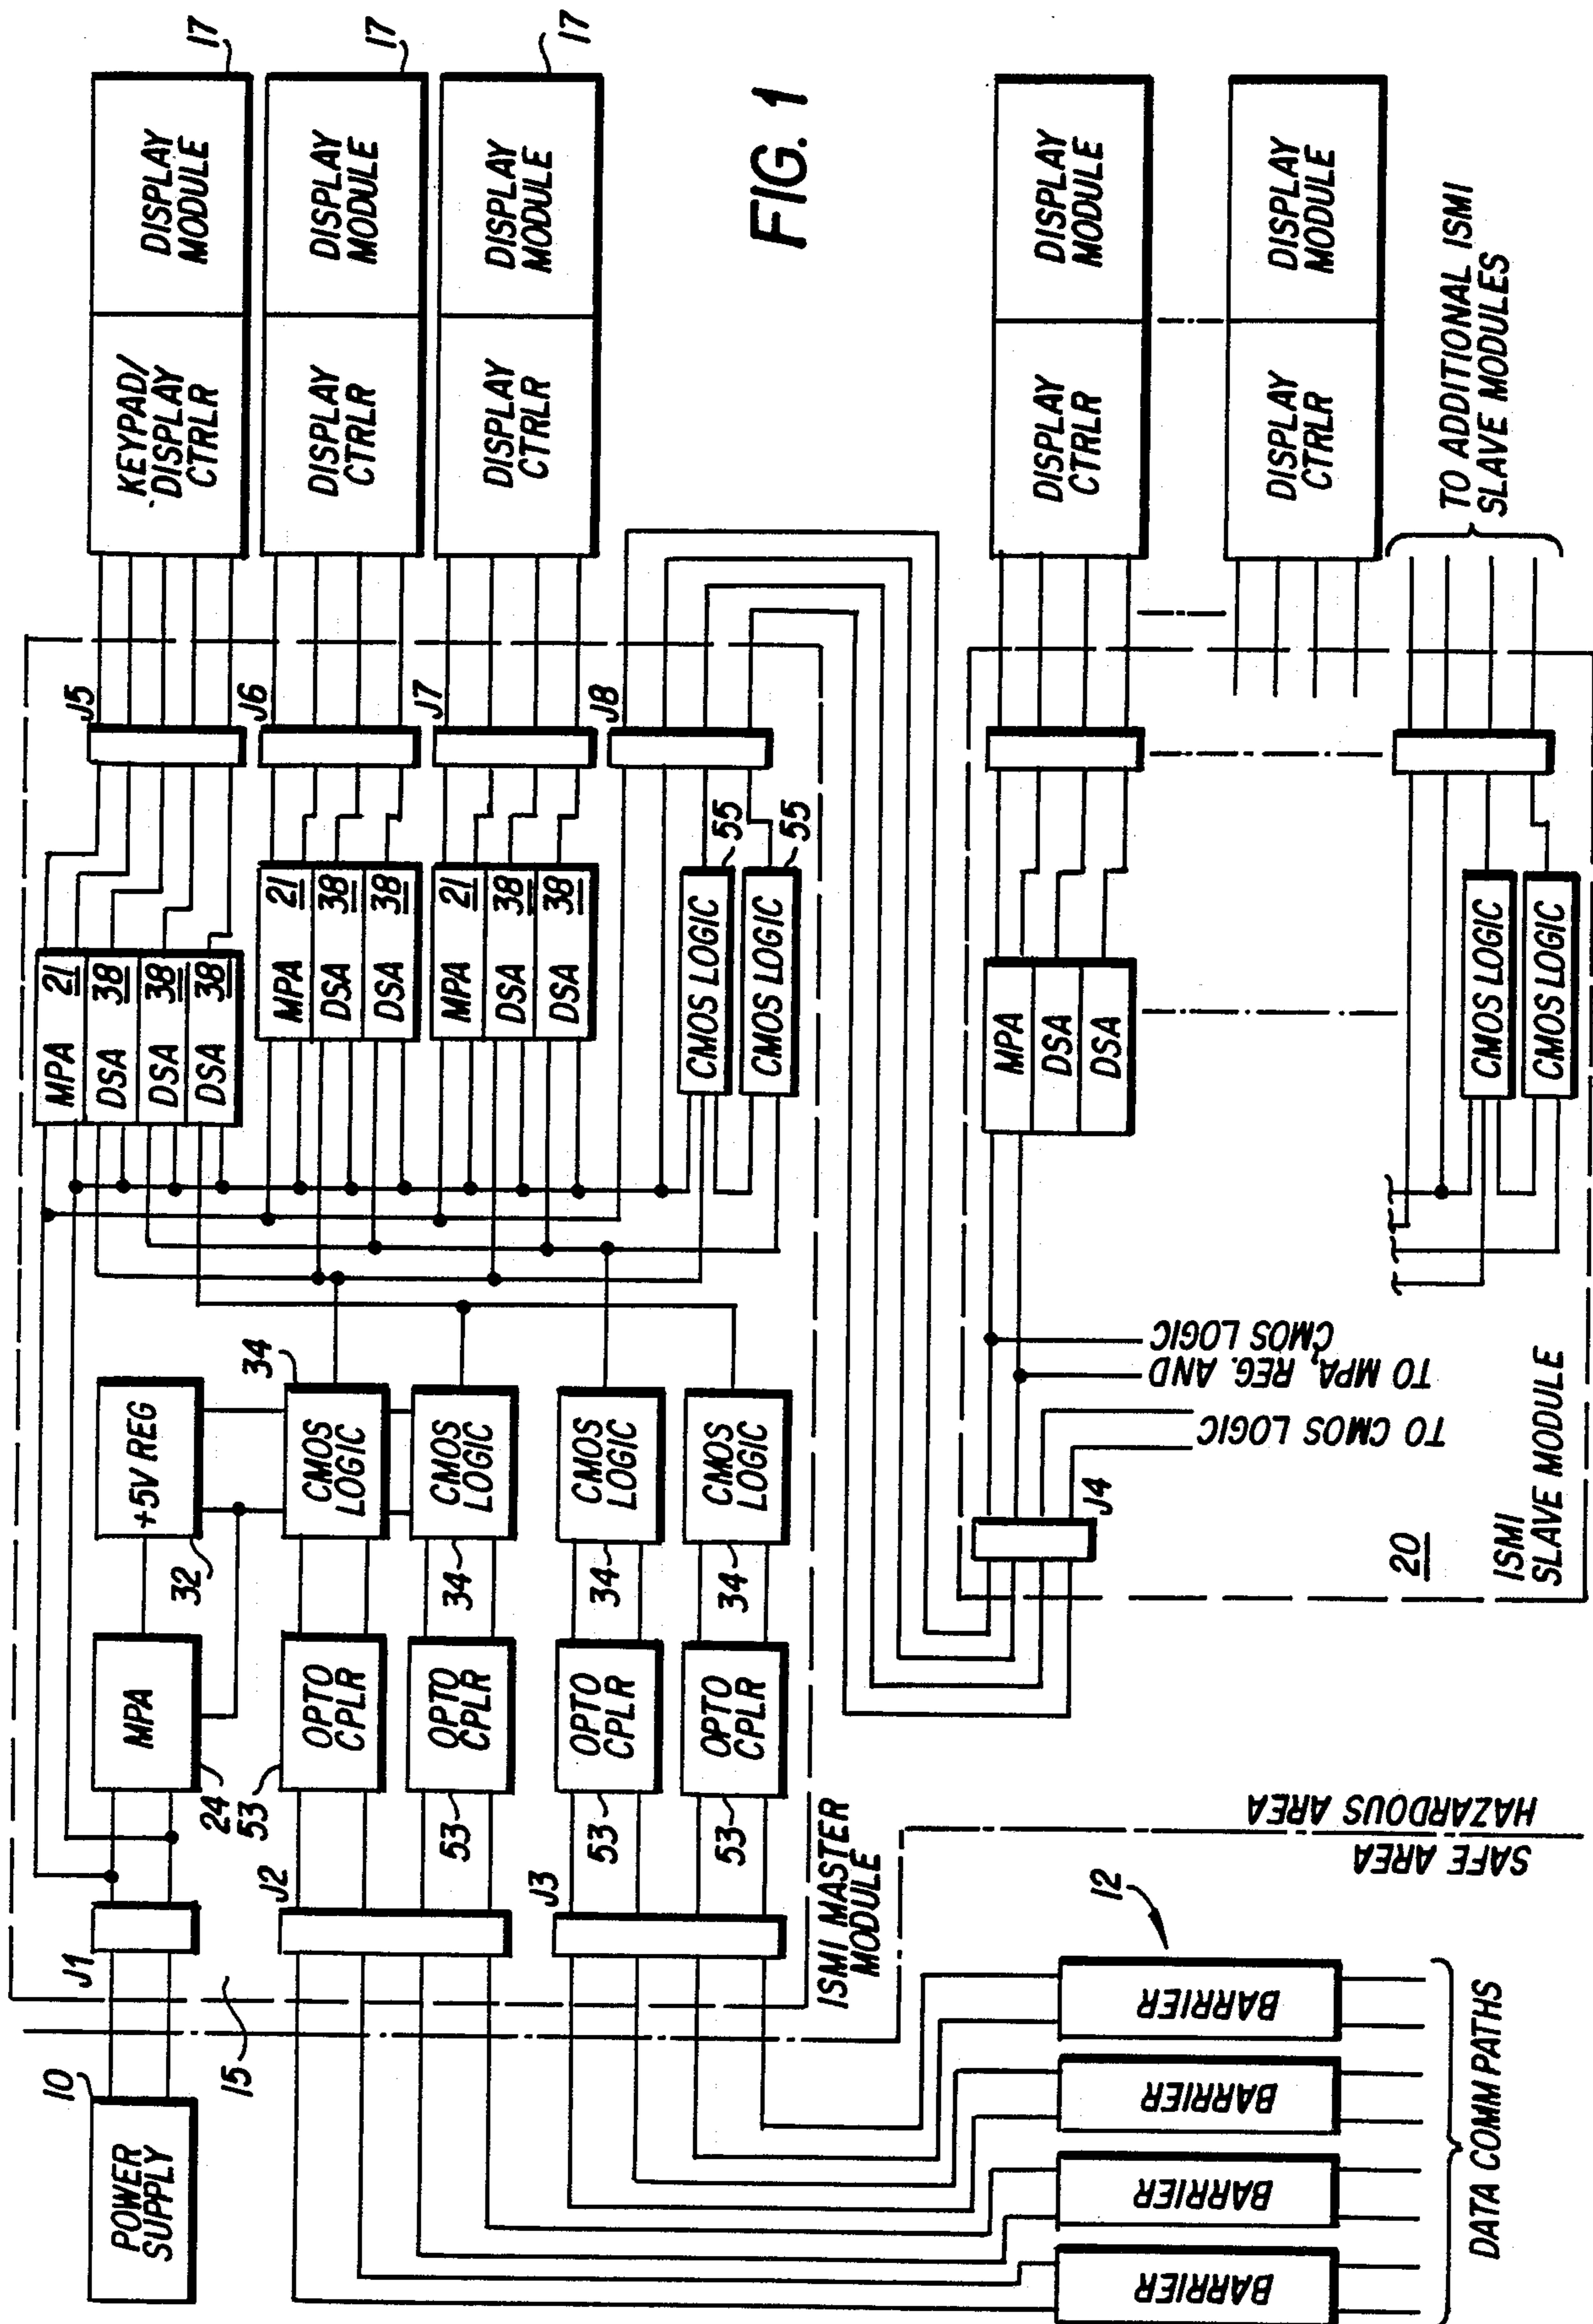 FIG. 1
10
POWER
SUPPLY
15
J1
MPA
24
+5V REG
32
J2
53
OPTO
CPLR
CMOS
LOGIC
34
53
OPTO
CPLR
34
CMOS
LOGIC
J3
53
OPTO
CPLR
34
CMOS
LOGIC
53
OPTO
CPLR
34
CMOS
LOGIC
ISMI MASTER
MODULE
MPA 21
DSA 38
DSA 38
DSA 38
J5
KEYPAD/
DISPLAY
CTRLR
DISPLAY
MODULE
17
MPA 21
DSA 38
DSA 38
J6
DISPLAY
CTRLR
DISPLAY
MODULE
17
MPA 21
DSA 38
DSA 38
J7
DISPLAY
CTRLR
DISPLAY
MODULE
17
J8
CMOS LOGIC
55
CMOS LOGIC
55
SAFE AREA
HAZARDOUS AREA
12
BARRIER
BARRIER
BARRIER
BARRIER
DATA COMM PATHS
J4
TO CMOS LOGIC
TO MPA, REG. AND
CMOS LOGIC
20
ISMI
SLAVE MODULE
MPA
DSA
DSA
CMOS LOGIC
CMOS LOGIC
DISPLAY
CTRLR
DISPLAY
MODULE
DISPLAY
CTRLR
DISPLAY
MODULE
TO ADDITIONAL ISMI
SLAVE MODULES